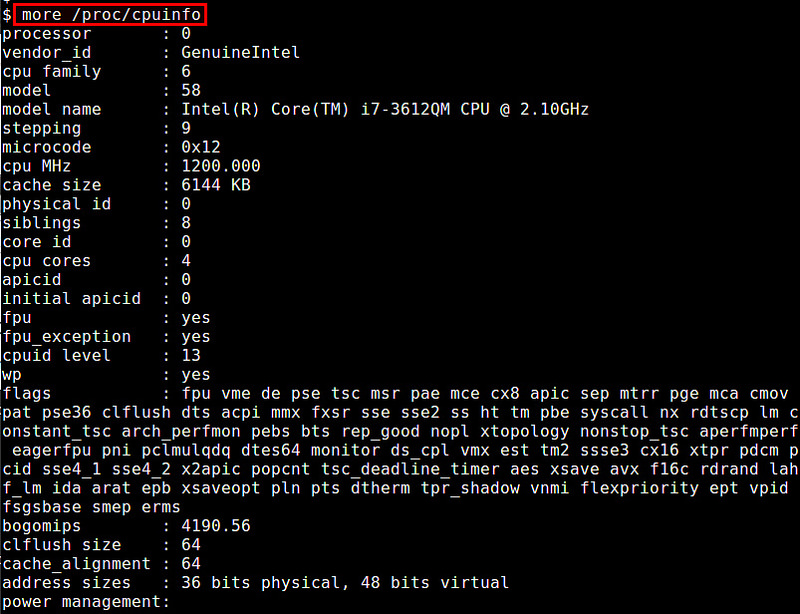 $ more /proc/cpuinfo
processor : 0
vendor_id : GenuineIntel
cpu family : 6
model : 58
model name : Intel(R) Core(TM) i7-3612QM CPU @ 2.10GHz
stepping : 9
microcode : 0x12
cpu MHz : 1200.000
cache size : 6144 KB
physical id : 0
siblings : 8
core id : 0
cpu cores : 4
apicid : 0
initial apicid : 0
fpu : yes
fpu_exception : yes
cpuid level : 13
wp : yes
flags : fpu vme de pse tsc msr pae mce cx8 apic sep mtrr pge mca cmov
pat pse36 clflush dts acpi mmx fxsr sse sse2 ss ht tm pbe syscall nx rdtscp lm c
onstant_tsc arch_perfmon pebs bts rep_good nopl xtopology nonstop_tsc aperfmperf
eagerfpu pni pclmulqdq dtes64 monitor ds_cpl vmx est tm2 ssse3 cx16 xtpr pdcm p
cid sse4_1 sse4_2 x2apic popcnt tsc_deadline_timer aes xsave avx f16c rdrand lah
f_lm ida arat epb xsaveopt pln pts dtherm tpr_shadow vnmi flexpriority ept vpid
fsgsbase smep erms
bogomips : 4190.56
clflush size : 64
cache_alignment : 64
address sizes : 36 bits physical, 48 bits virtual
power management: